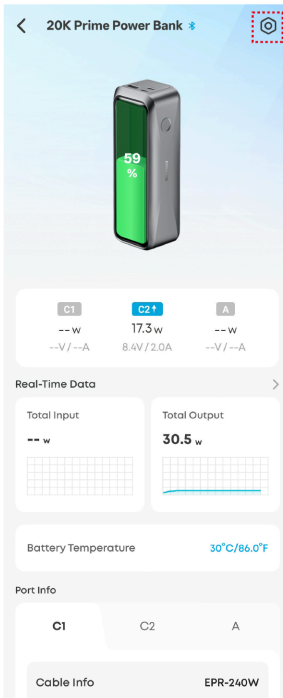 20K Prime Power Bank
59
%
C1 C2↑ A
-- w 17.3 w -- w
--V / --A 8.4V / 2.0A --V / --A
Real-Time Data
Total Input Total Output
-- w 30.5 w
Battery Temperature 30°C/86.0°F
Port Info
C1 C2 A
Cable Info EPR-240W